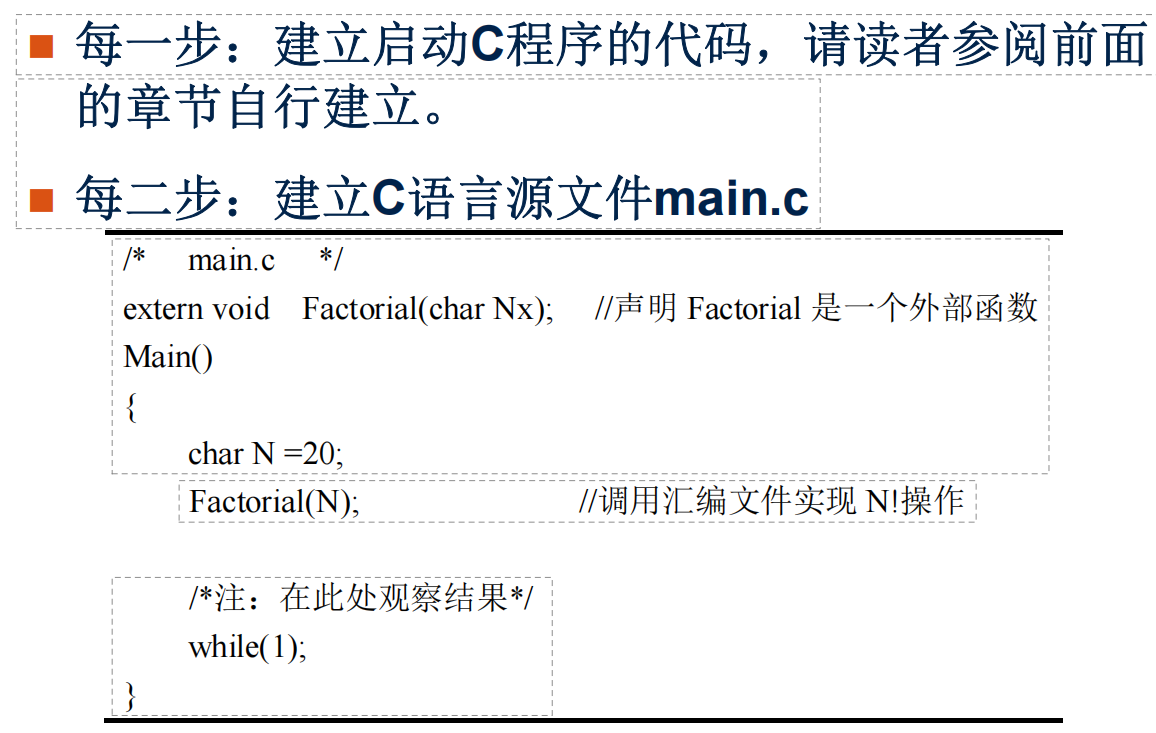 ■ 每一步：建立启动C程序的代码，请读者参阅前面
的章节自行建立。
■ 每二步：建立C语言源文件main.c
/* main.c */
extern void Factorial(char Nx); //声明 Factorial 是一个外部函数
Main()
{
char N =20;
Factorial(N); //调用汇编文件实现 N!操作
/*注：在此处观察结果*/
while(1);
}